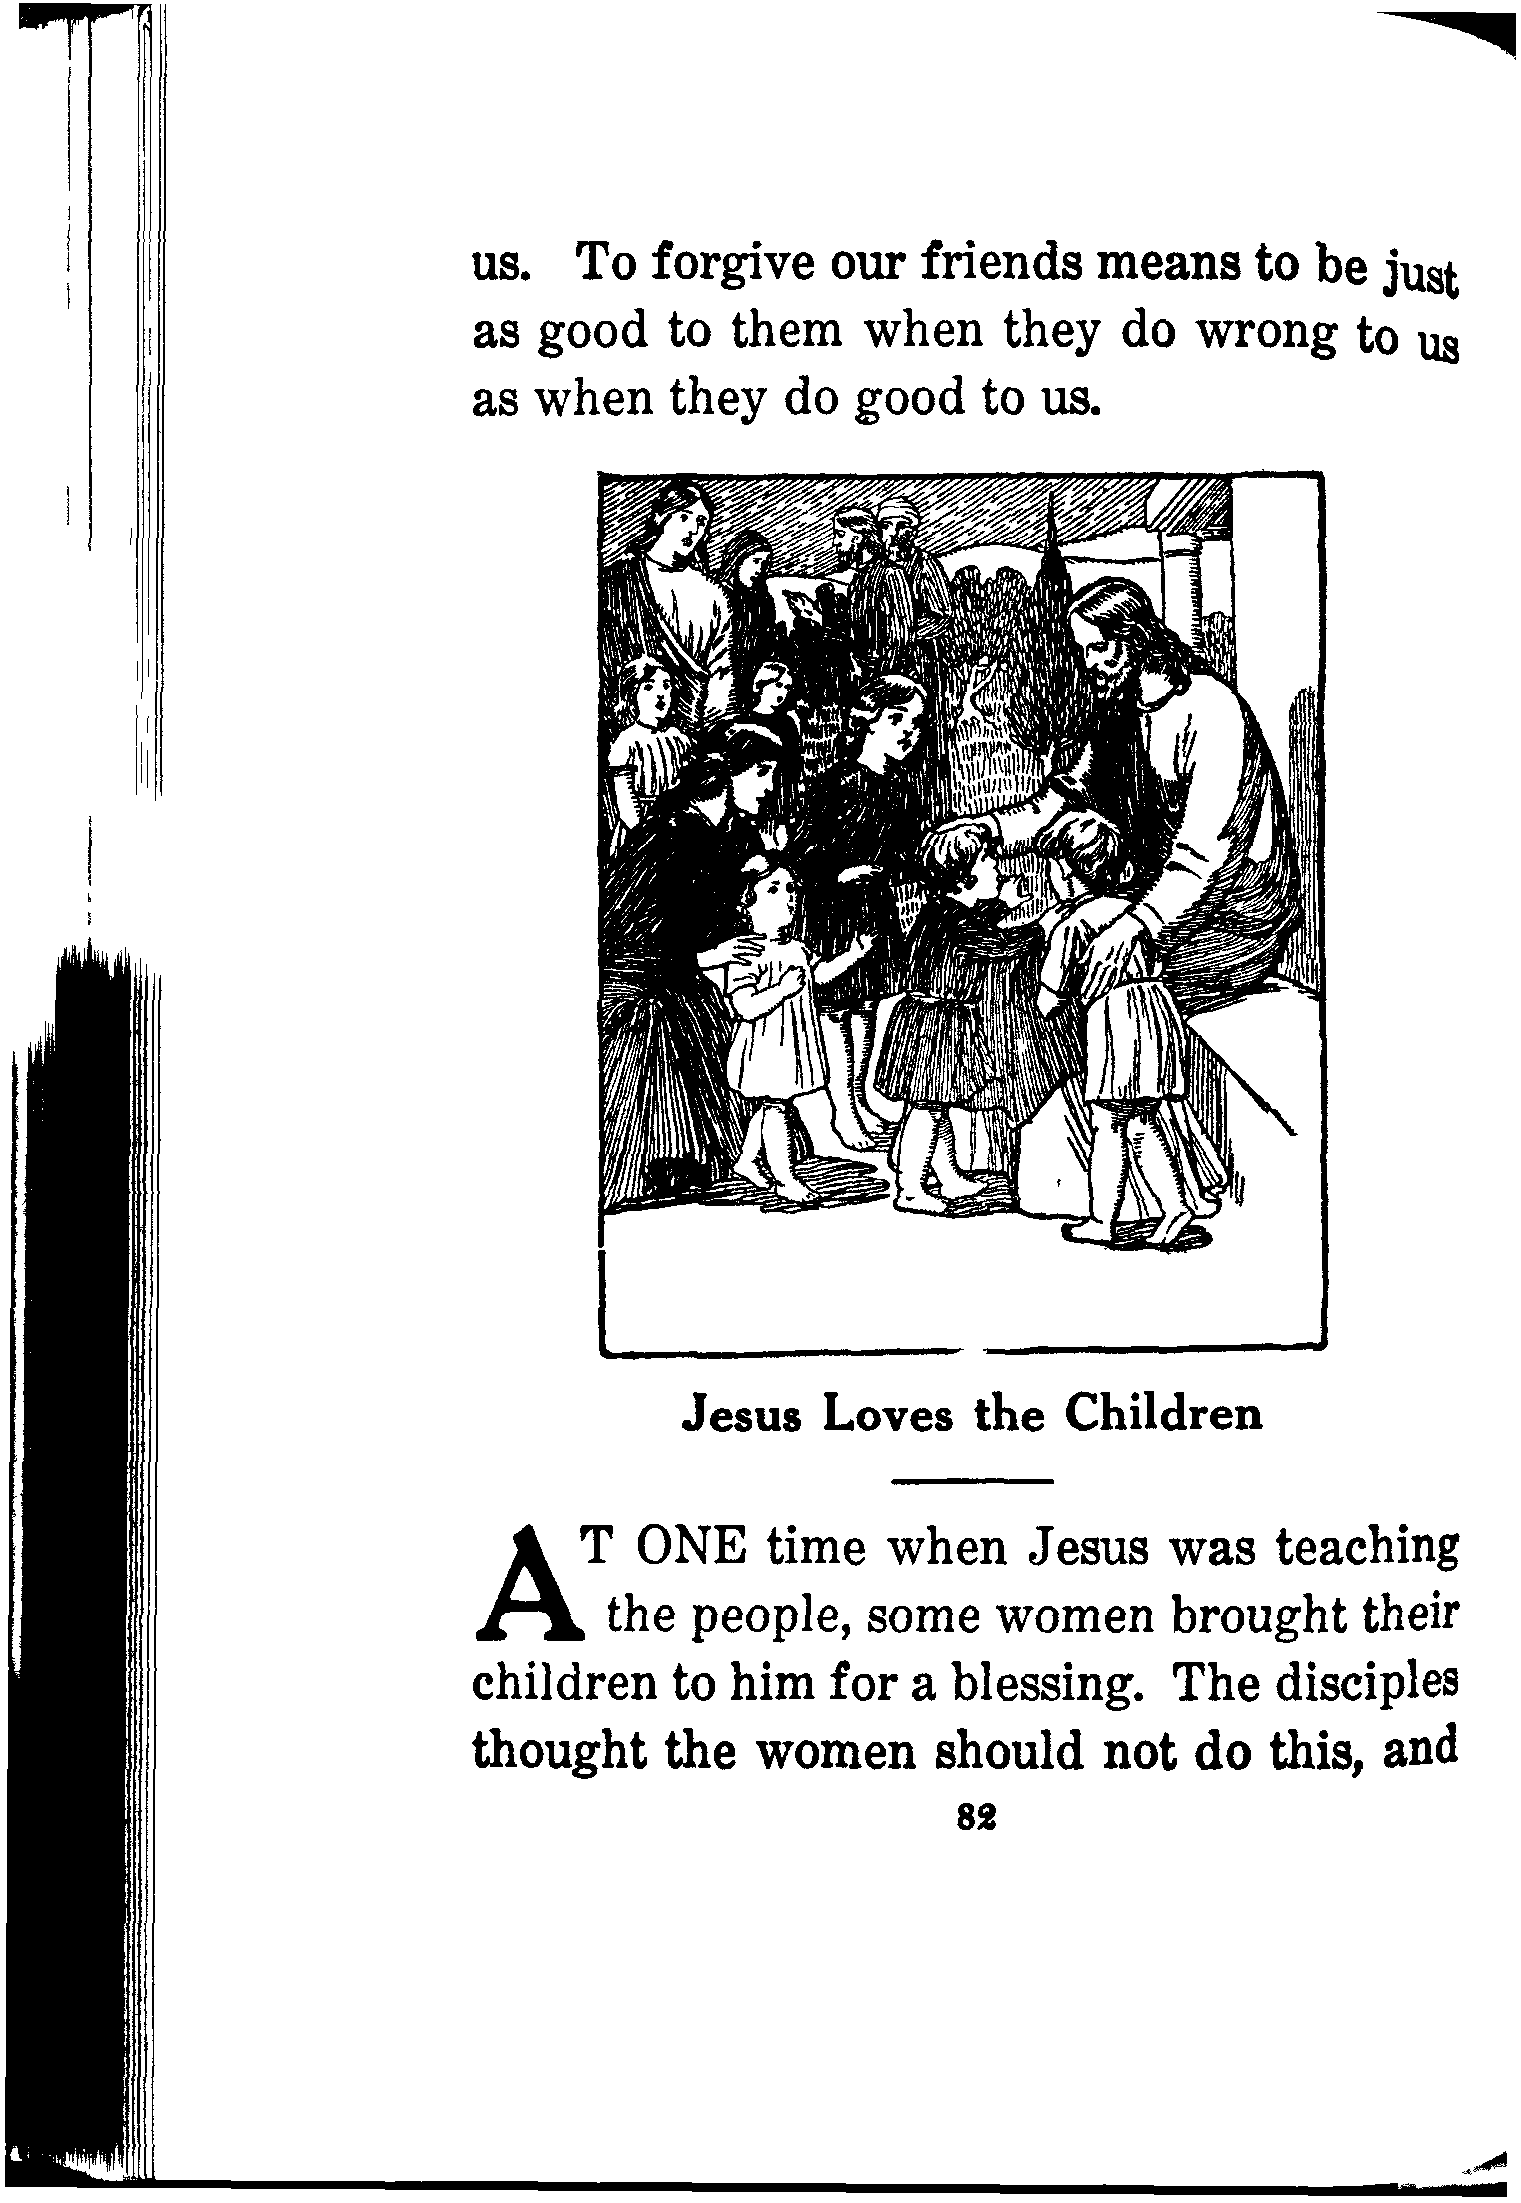 us. To forgive our friends means to be just
as good to them when they do wrong to us
as when they do good to us.
Jesus Loves the Children
AT ONE time when Jesus was teaching
the people, some women brought their
children to him for a blessing. The disciples
thought the women should not do this, and
82